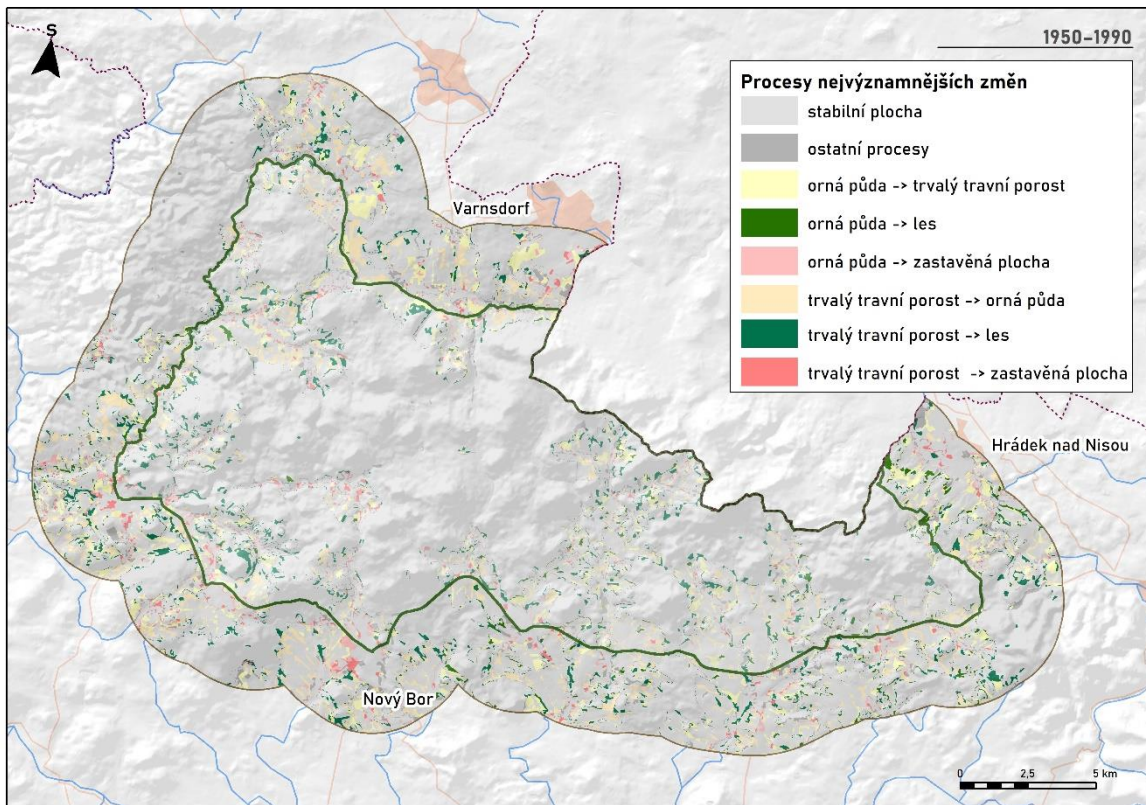 S
1950-1990
Procesy nejvýznamnějších změn
stabilní plocha
ostatní procesy
orná půda -> trvalý travní porost
orná půda -> les
orná půda -> zastavěná plocha
trvalý travní porost -> orná půda
trvalý travní porost -> les
trvalý travní porost -> zastavěná plocha
Varnsdorf
Hrádek nad Nisou
Nový Bor
0 2,5 5 km